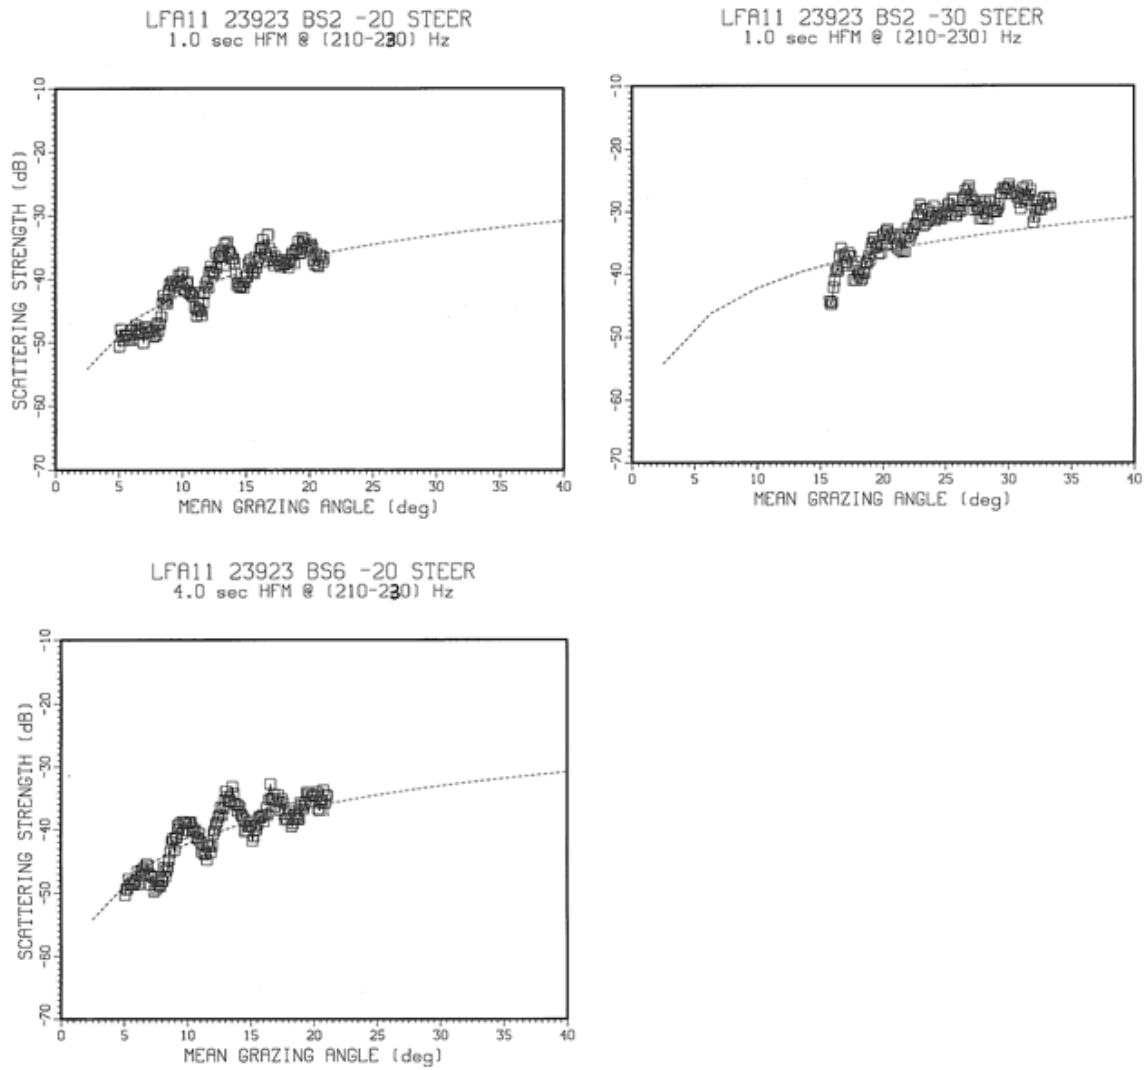 LFA11 23923 BS2 -20 STEER
1.0 sec HFM @ (210-230) Hz
SCATTERING STRENGTH (dB)
-10
-20
-30
-40
-50
-60
-70
0 5 10 15 20 25 30 35 40
MEAN GRAZING ANGLE (deg)
LFA11 23923 BS2 -30 STEER
1.0 sec HFM @ (210-230) Hz
-10
-20
-30
-40
-50
-60
-70
0 5 10 15 20 25 30 35 40
MEAN GRAZING ANGLE (deg)
LFA11 23923 BS6 -20 STEER
4.0 sec HFM @ (210-230) Hz
SCATTERING STRENGTH (dB)
-10
-20
-30
-40
-50
-60
-70
0 5 10 15 20 25 30 35 40
MEAN GRAZING ANGLE (deg)